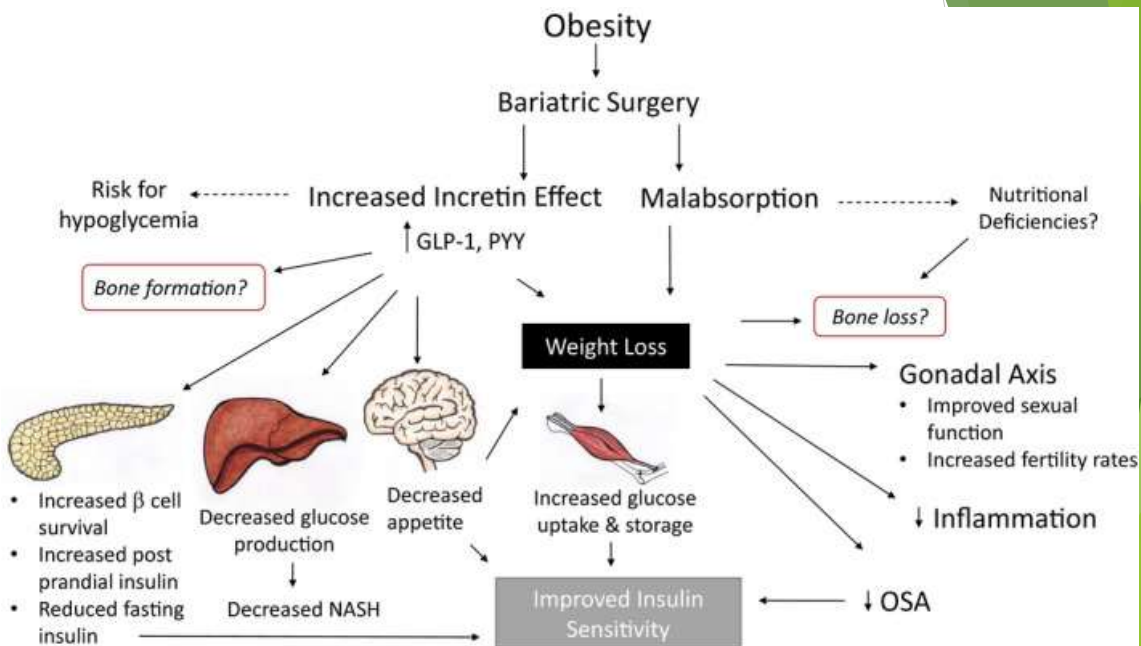 Obesity
Bariatric Surgery
Risk for
hypoglycemia
Increased Incretin Effect
Malabsorption
Nutritional
Deficiencies?
↑ GLP-1, PYY
Bone formation?
Bone loss?
Weight Loss
Gonadal Axis
• Improved sexual
function
• Increased fertility rates
• Increased β cell
survival
• Increased post
prandial insulin
• Reduced fasting
insulin
Decreased glucose
production
Decreased NASH
Decreased
appetite
Increased glucose
uptake & storage
↓ Inflammation
Improved Insulin
Sensitivity
↓ OSA